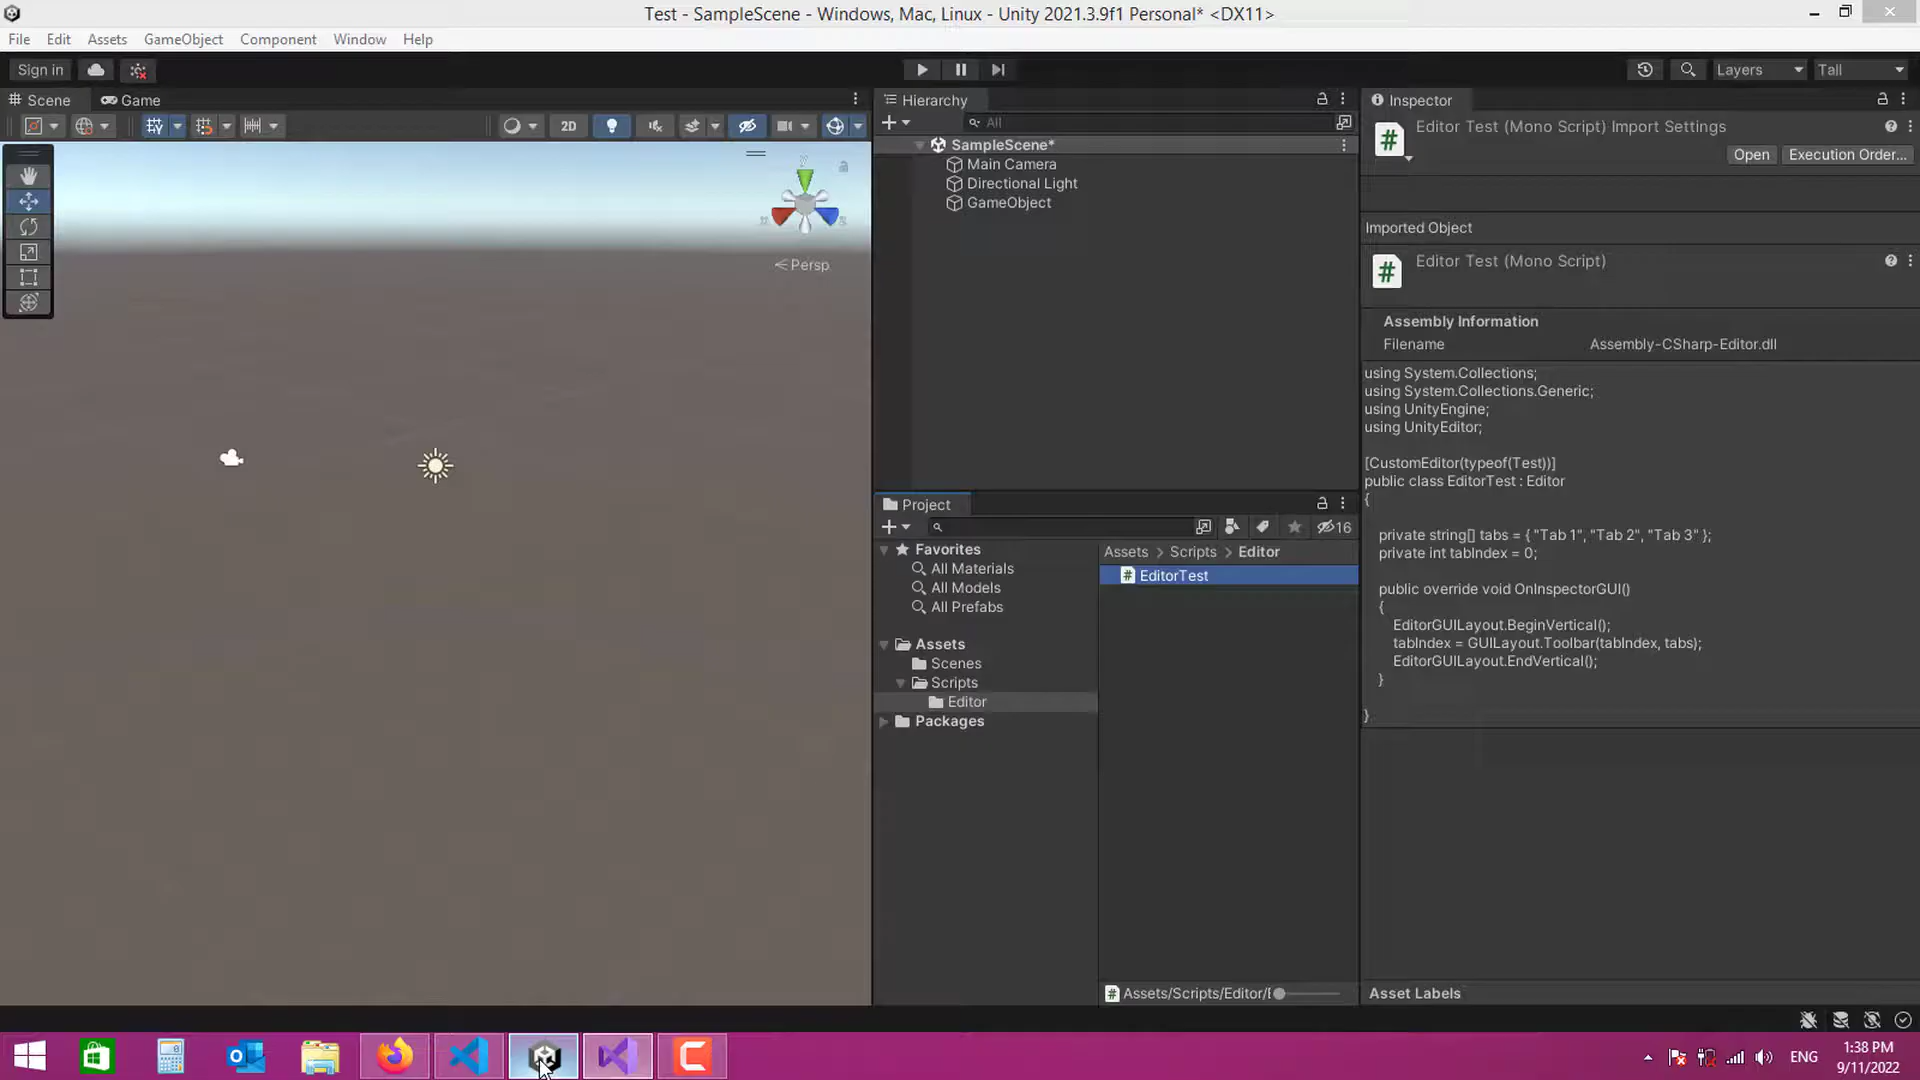 Test - SampleScene - Windows, Mac, Linux - Unity 2021.3.9f1 Personal* <DX11>
File Edit Assets GameObject Component Window Help
Sign in
Layers
Tall
Scene
Game
2D
Persp
Hierarchy
All
SampleScene*
Main Camera
Directional Light
GameObject
Project
16
Favorites
All Materials
All Models
All Prefabs
Assets
Scenes
Scripts
Editor
Packages
Assets > Scripts > Editor
EditorTest
Assets/Scripts/Editor/
Inspector
Editor Test (Mono Script) Import Settings
Open
Execution Order...
Imported Object
Editor Test (Mono Script)
Assembly Information
Filename Assembly-CSharp-Editor.dll
using System.Collections;
using System.Collections.Generic;
using UnityEngine;
using UnityEditor;
[CustomEditor(typeof(Test))]
public class EditorTest : Editor
{
private string[] tabs = { "Tab 1", "Tab 2", "Tab 3" };
private int tabIndex = 0;
public override void OnInspectorGUI()
{
EditorGUILayout.BeginVertical();
tabIndex = GUILayout.Toolbar(tabIndex, tabs);
EditorGUILayout.EndVertical();
}
}
Asset Labels
ENG
1:38 PM
9/11/2022